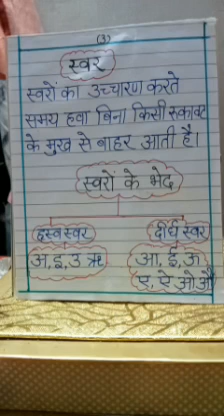 (3)
स्वर
स्वरों का उच्चारण करते
समय हवा बिना किसी रुकावट
के मुख से बाहर आती है।
स्वरों के भेद
ह्रस्व स्वर
दीर्घ स्वर
अ, इ, उ ऋ
आ, ई, ऊ
ए, ऐ ओ औ